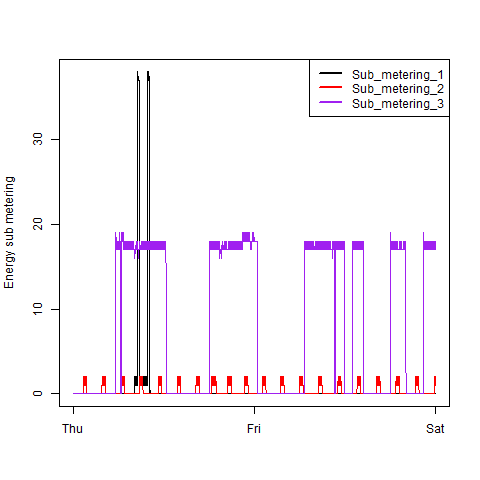 Sub_metering_1
Sub_metering_2
Sub_metering_3
Energy sub metering
30
20
10
0
Thu
Fri
Sat